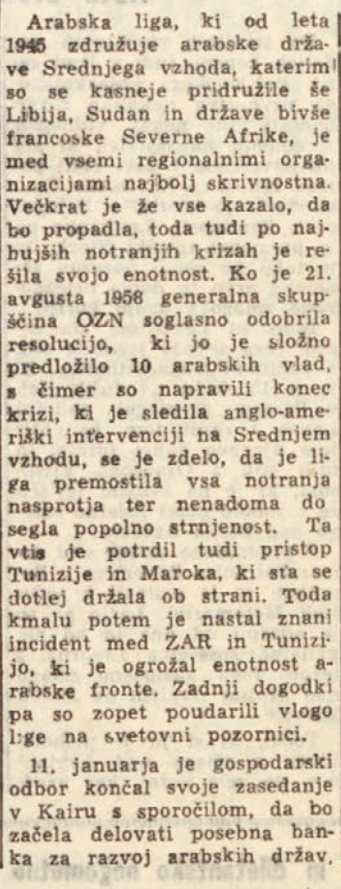 Arabska liga, ki od leta
1945 združuje arabske drža-
ve Srednjega vzhoda, katerim
so se kasneje pridružile še
Libija, Sudan in države bivše
francoske Severne Afrike, je
med vsemi regionalnimi orga-
nizacijami najbolj skrivnostna.
Večkrat je že vse kazalo, da
bo propadla, toda tudi po naj-
hujših notranjih krizah je re-
šila svojo enotnost. Ko je 21.
avgusta 1958 generalna skup-
ščina OZN soglasno odobrila
resolucijo, ki jo je složno
predložilo 10 arabskih vlad,
s čimer so napravili konec
krizi, ki je sledila anglo-ame-
riški intervenciji na Srednjem
vzhodu, se je zdelo, da je li-
ga premostila vsa notranja
nasprotja ter nenadoma do
segla popolno strnjenost. Ta
vtis je potrdil tudi pristop
Tunizije in Maroka, ki sta se
dotlej držala ob strani. Toda
kmalu potem je nastal znani
incident med ZAR in Tunizi-
jo, ki je ogrožal enotnost a-
rabske fronte. Zadnji dogodki
pa so zopet poudarili vlogo
lige na svetovni pozornici.
11. januarja je gospodarski
odbor končal svoje zasedanje
v Kairu s sporočilom, da bo
začela delovati posebna ban-
ka za razvoj arabskih držav,